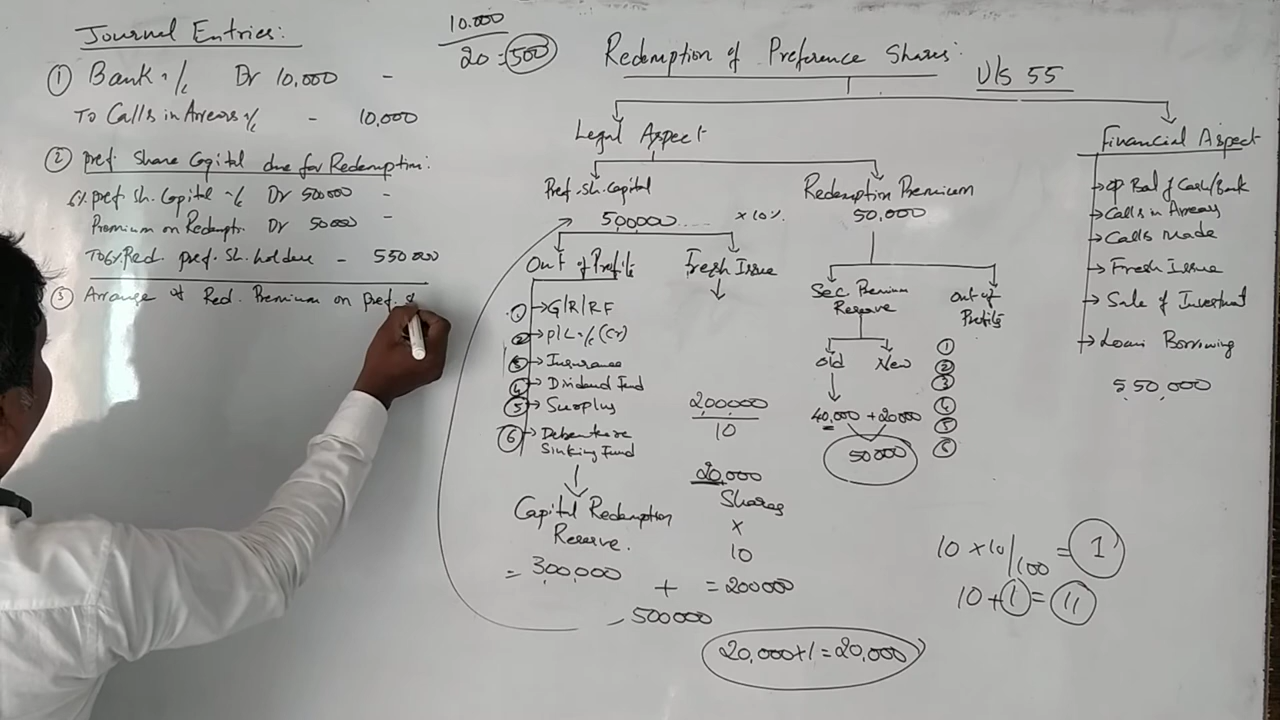 Journal Entries:
① Bank a/c Dr 10,000 -
To Calls in Arrears a/c - 10,000
② pref. Share Capital due for Redemption:
6% pref sh. Capital a/c Dr 500000 -
Premium on Redempt. Dr 50000 -
To 6% Red. pref. Sh. holders - 550000
③ Arrange of Red. Premium on pref. s
10.000
20 = 500
Redemption of Preference Shares:
U/s 55
Legal Aspect
Pref. sh. capital
500000 x 10%
Out of Profits
① G/R/RF
② P/L a/c (Cr)
③ Insurance
④ Dividend Fund
⑤ Surplus
⑥ Debenture
Sinking Fund
Capital Redemption
Reserve.
= 300,000
Fresh Issue
200000
10
20,000
Shares
x
10
+ = 200000
500000
Redemption Premium
50,000
Sec Premium
Reserve
Old New
40,000 + 20000
50000
Out of
Profits
①
②
③
④
⑤
⑥
20,000x1 = 20,000
Financial Aspect
op Bal of Cash/Bank
Calls in Arrears
Calls Made
Fresh Issue
Sale of Investment
Loan Borrowing
5,50,000
10 x 10/100 = 1
10 + 1 = 11